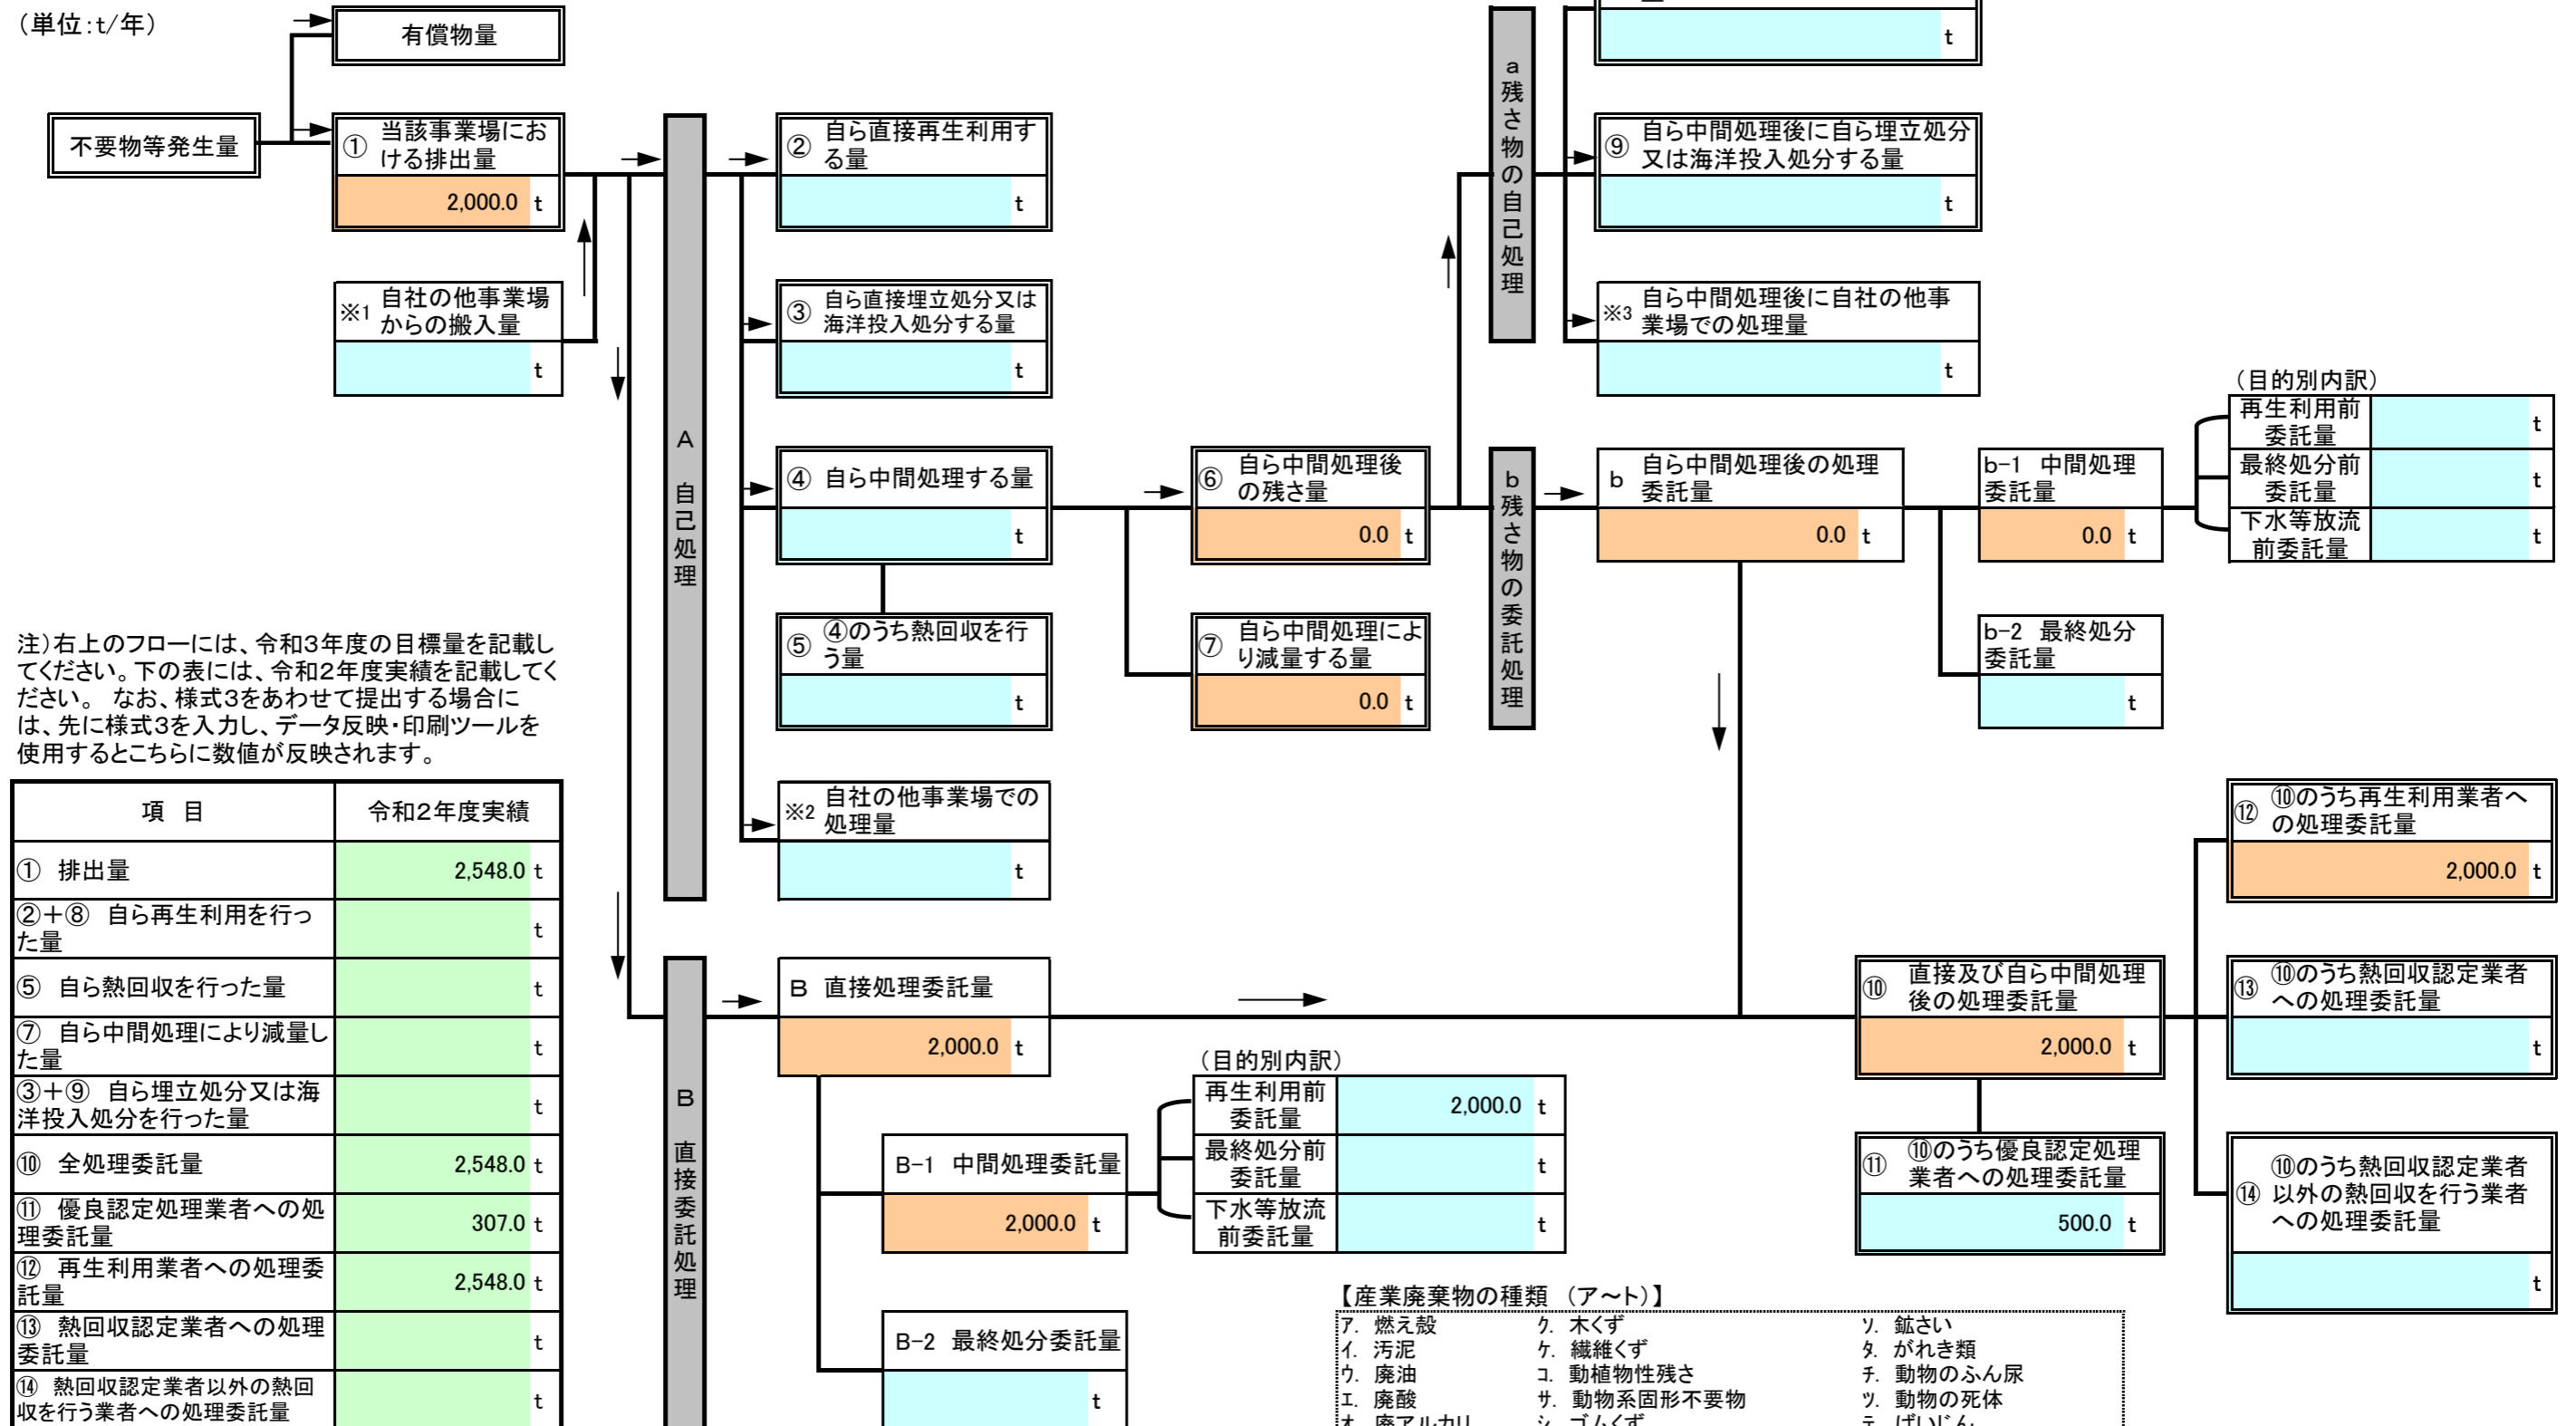 （単位：t/年）
有償物量
不要物等発生量
① 当該事業場にお
ける排出量
2,000.0 t
※1 自社の他事業場
からの搬入量
t
A 自己処理
② 自ら直接再生利用す
る量
t
③ 自ら直接埋立処分又は
海洋投入処分する量
t
④ 自ら中間処理する量
t
⑤ ④のうち熱回収を行
う量
t
※2 自社の他事業場での
処理量
t
⑥ 自ら中間処理後
の残さ量
0.0 t
⑦ 自ら中間処理によ
り減量する量
0.0 t
a 残さ物の自己処理
t
⑨ 自ら中間処理後に自ら埋立処分
又は海洋投入処分する量
t
※3 自ら中間処理後に自社の他事
業場での処理量
t
b 残さ物の委託処理
b 自ら中間処理後の処理
委託量
0.0 t
b-1 中間処理
委託量
0.0 t
b-2 最終処分
委託量
t
（目的別内訳）
再生利用前
委託量
t
最終処分前
委託量
t
下水等放流
前委託量
t
注）右上のフローには、令和３年度の目標量を記載し
てください。下の表には、令和２年度実績を記載してく
ださい。 なお、様式３をあわせて提出する場合に
は、先に様式３を入力し、データ反映・印刷ツールを
使用するとこちらに数値が反映されます。
項 目 令和２年度実績
① 排出量 2,548.0 t
②＋⑧ 自ら再生利用を行っ
た量
t
⑤ 自ら熱回収を行った量 t
⑦ 自ら中間処理により減量し
た量
t
③＋⑨ 自ら埋立処分又は海
洋投入処分を行った量
t
⑩ 全処理委託量 2,548.0 t
⑪ 優良認定処理業者への処
理委託量
307.0 t
⑫ 再生利用業者への処理委
託量
2,548.0 t
⑬ 熱回収認定業者への処理
委託量
t
⑭ 熱回収認定業者以外の熱回
収を行う業者への処理委託量
t
B 直接委託処理
B 直接処理委託量
2,000.0 t
B-1 中間処理委託量
2,000.0 t
B-2 最終処分委託量
t
（目的別内訳）
再生利用前
委託量
2,000.0 t
最終処分前
委託量
t
下水等放流
前委託量
t
⑩ 直接及び自ら中間処理
後の処理委託量
2,000.0 t
⑪ ⑩のうち優良認定処理
業者への処理委託量
500.0 t
⑫ ⑩のうち再生利用業者へ
の処理委託量
2,000.0 t
⑬ ⑩のうち熱回収認定業者
への処理委託量
t
⑭ ⑩のうち熱回収認定業者
以外の熱回収を行う業者
への処理委託量
t
【産業廃棄物の種類 （ア～ト）】
ｱ. 燃え殻 ｸ. 木くず ｿ. 鉱さい
ｲ. 汚泥 ｹ. 繊維くず ﾀ. がれき類
ｳ. 廃油 ｺ. 動植物性残さ ﾁ. 動物のふん尿
ｴ. 廃酸 ｻ. 動物系固形不要物 ﾂ. 動物の死体
ｵ. 廃アルカリ ｼ. ゴムくず ﾃ. ばいじん